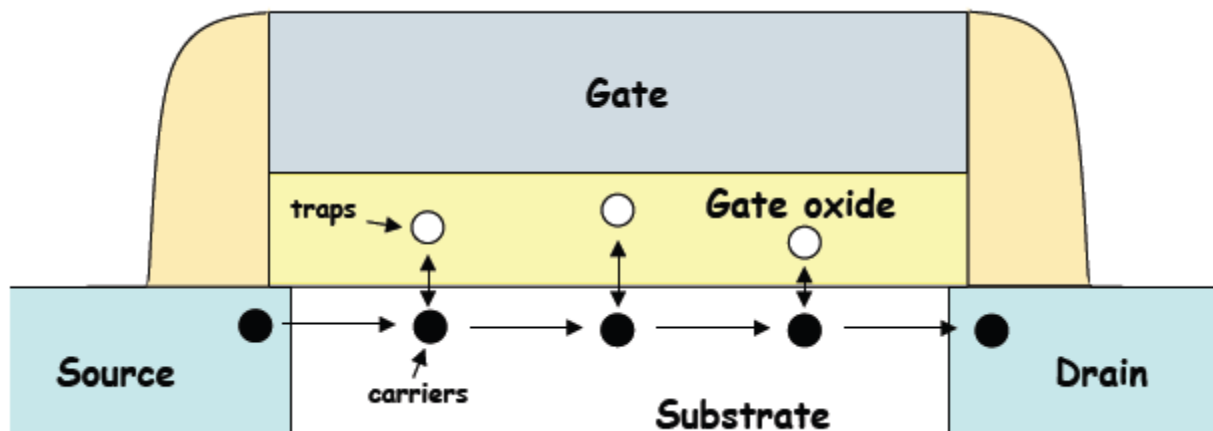 Gate
traps
Gate oxide
Source
carriers
Drain
Substrate